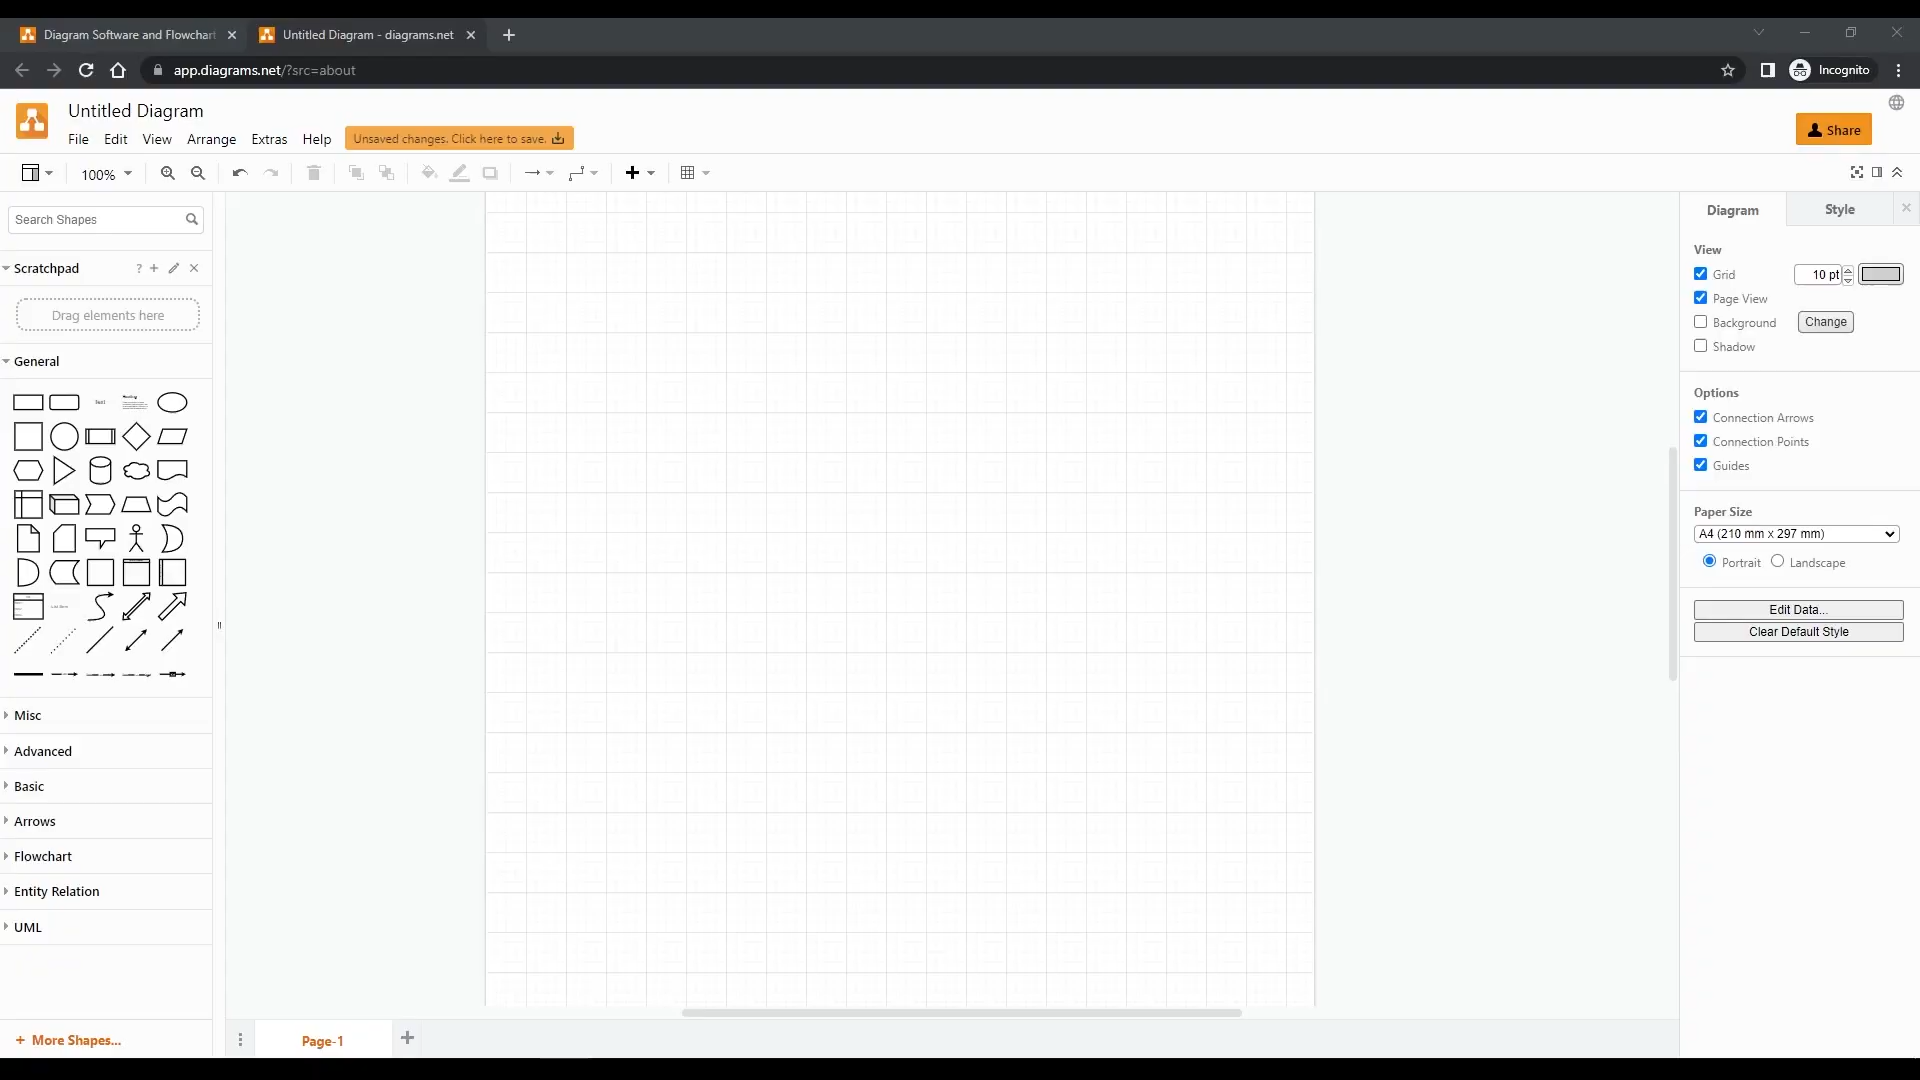 Diagram Software and Flowchart
Untitled Diagram - diagrams.net
app.diagrams.net/?src=about
Incognito
Untitled Diagram
File Edit View Arrange Extras Help
Unsaved changes. Click here to save.
Share
100%
Search Shapes
Scratchpad
?
Drag elements here
General
Text
Heading
Misc
Advanced
Basic
Arrows
Flowchart
Entity Relation
UML
+ More Shapes...
Page-1
Diagram Style
View
Grid 10 pt
Page View
Background Change
Shadow
Options
Connection Arrows
Connection Points
Guides
Paper Size
A4 (210 mm x 297 mm)
Portrait Landscape
Edit Data...
Clear Default Style